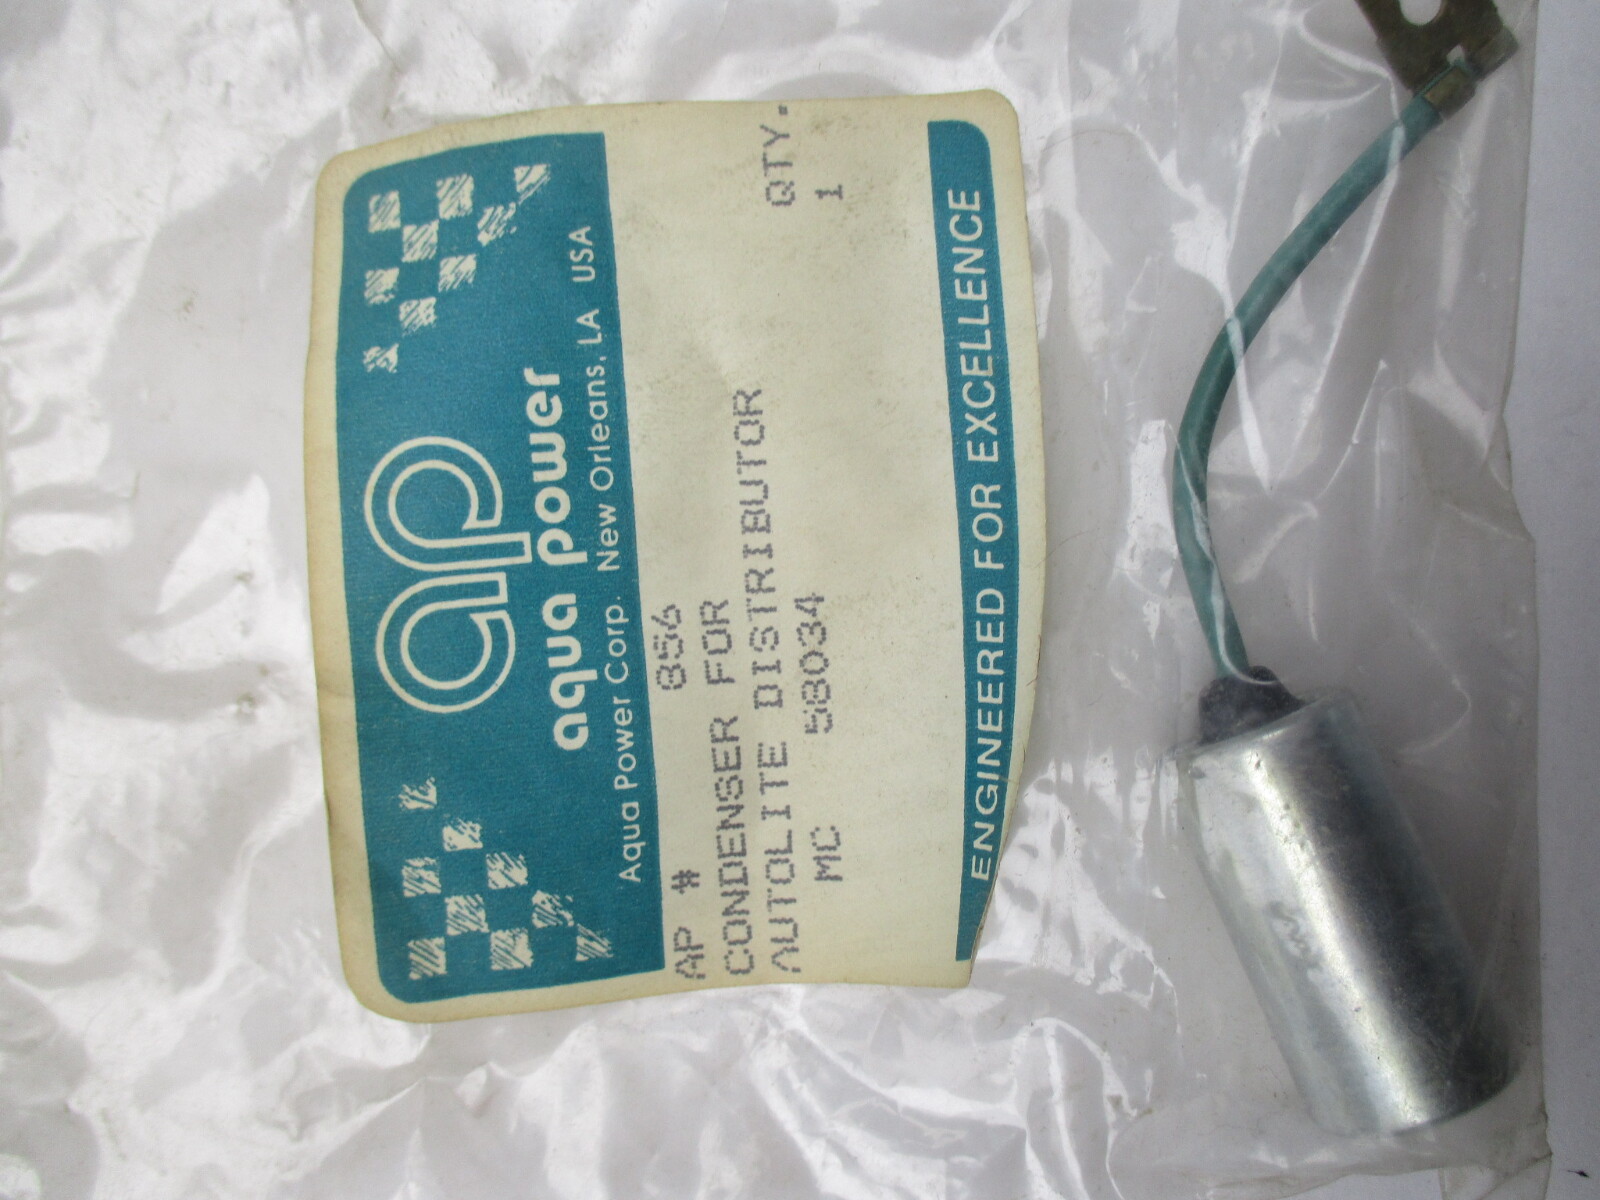 ap
aqua power
Aqua Power Corp. New Orleans, LA USA
AP # 856 QTY.
CONDENSER FOR 1
AUTOLITE DISTRIBUTOR
MC 58034
ENGINEERED FOR EXCELLENCE